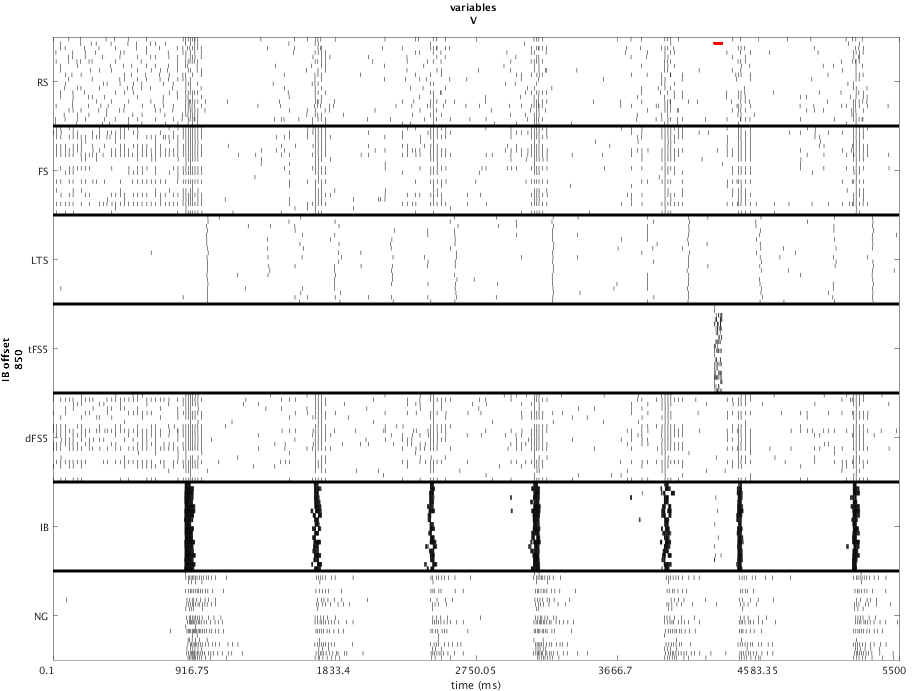 variables
V
RS
FS
LTS
tFS5
dFS5
IB
NG
IB offset
850
0.1
916.75
1833.4
2750.05
3666.7
4583.35
5500
time (ms)